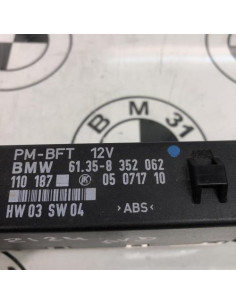 B M 31
PM-BFT 12V
BMW 61.35-8 352 062
110 187 05 0717 10
HW 03 SW 04 >ABS<